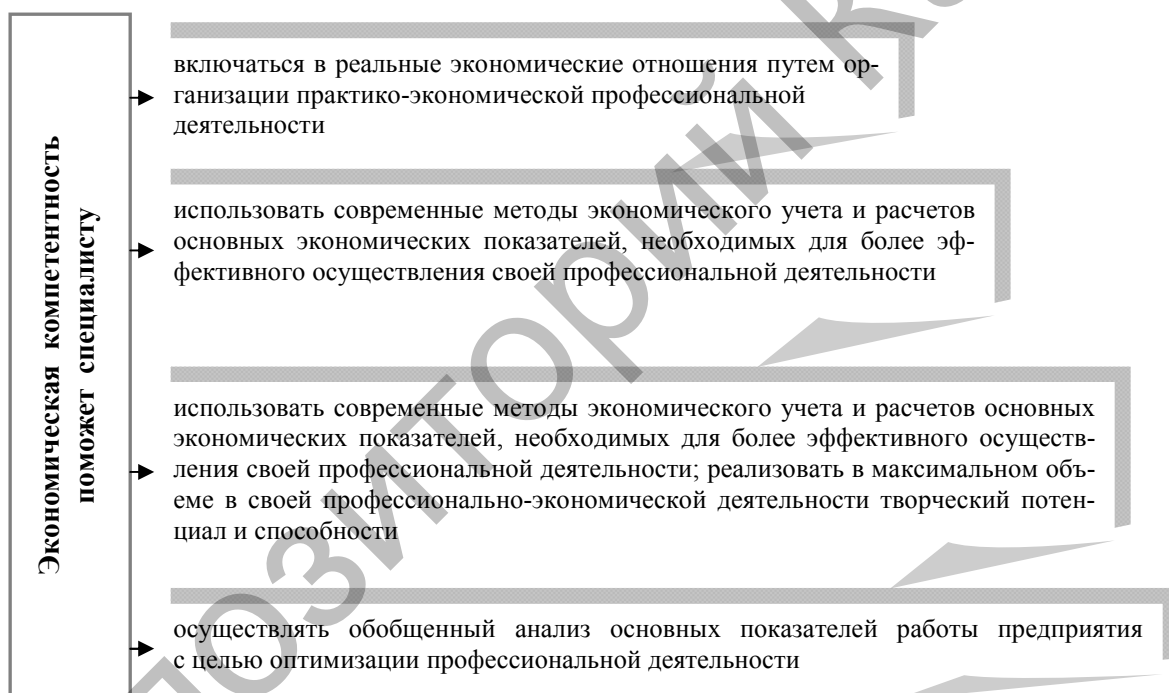 Экономическая компетентность
поможет специалисту
включаться в реальные экономические отношения путем ор-
ганизации практико-экономической профессиональной
деятельности
использовать современные методы экономического учета и расчетов
основных экономических показателей, необходимых для более эф-
фективного осуществления своей профессиональной деятельности
использовать современные методы экономического учета и расчетов основных
экономических показателей, необходимых для более эффективного осуществ-
ления своей профессиональной деятельности; реализовать в максимальном объ-
еме в своей профессионально-экономической деятельности творческий потен-
циал и способности
осуществлять обобщенный анализ основных показателей работы предприятия
с целью оптимизации профессиональной деятельности